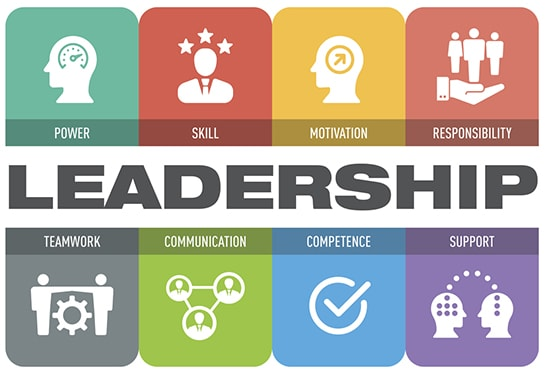 POWER
SKILL
MOTIVATION
RESPONSIBILITY
LEADERSHIP
TEAMWORK
COMMUNICATION
COMPETENCE
SUPPORT